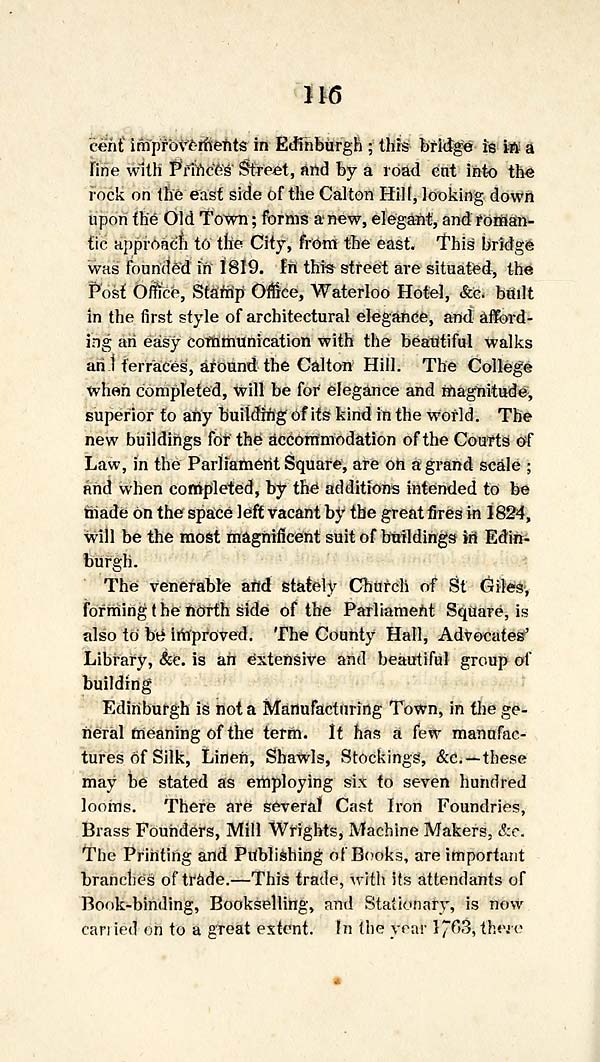 116
cent improvements in Edinburgh ; this bridge is in a
line with Princes Street, and by a road cut into the
rock on the east side of the Calton Hill, looking down
upon the Old Town ; forms a new, elegant, and roman-
tic approach to the City, from the east. This bridge
was founded in 1819. In this street are situated, the
Post Office, Stamp Office, Waterloo Hotel, &c. built
in the first style of architectural elegance, and afford-
ing an easy communication with the beautiful walks
and terraces, around the Calton Hill. The College
when completed, will be for elegance and magnitude,
superior to any building of its kind in the world. The
new buildings for the accommodation of the Courts of
Law, in the Parliament Square, are on a grand scale ;
and when completed, by the additions intended to be
made on the space left vacant by the great fires in 1824,
will be the most magnificent suit of buildings in Edin-
burgh.
The venerable and stately Church of St Giles,
forming the north side of the Parliament Square, is
also to be improved. The County Hall, Advocates'
Library, &c. is an extensive and beautiful group of
building
Edinburgh is not a Manufacturing Town, in the ge-
neral meaning of the term. It has a few manufac-
tures of Silk, Linen, Shawls, Stockings, &c.—these
may be stated as employing six to seven hundred
looms. There are several Cast Iron Foundries,
Brass Founders, Mill Wrights, Machine Makers, &c.
The Printing and Publishing of Books, are important
branches of trade.—This trade, with its attendants of
Book-binding, Bookselling, and Stationary, is now
carried on to a great extent. In the year 1763, there